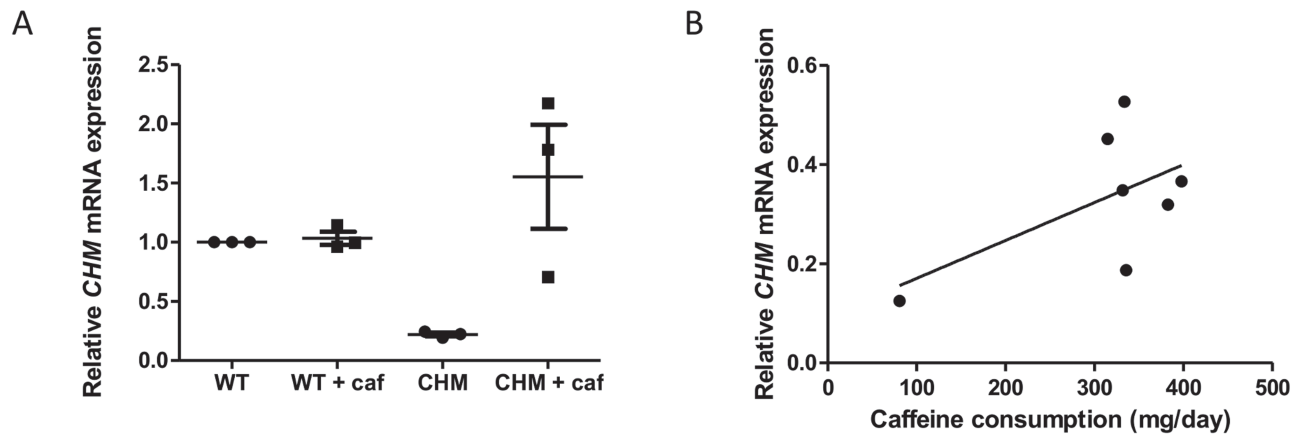 A
Relative CHM mRNA expression
2.5
2.0
1.5
1.0
0.5
0.0
WT
WT + caf
CHM
CHM + caf
B
Relative CHM mRNA expression
0.6
0.4
0.2
0.0
0
100
200
300
400
500
Caffeine consumption (mg/day)